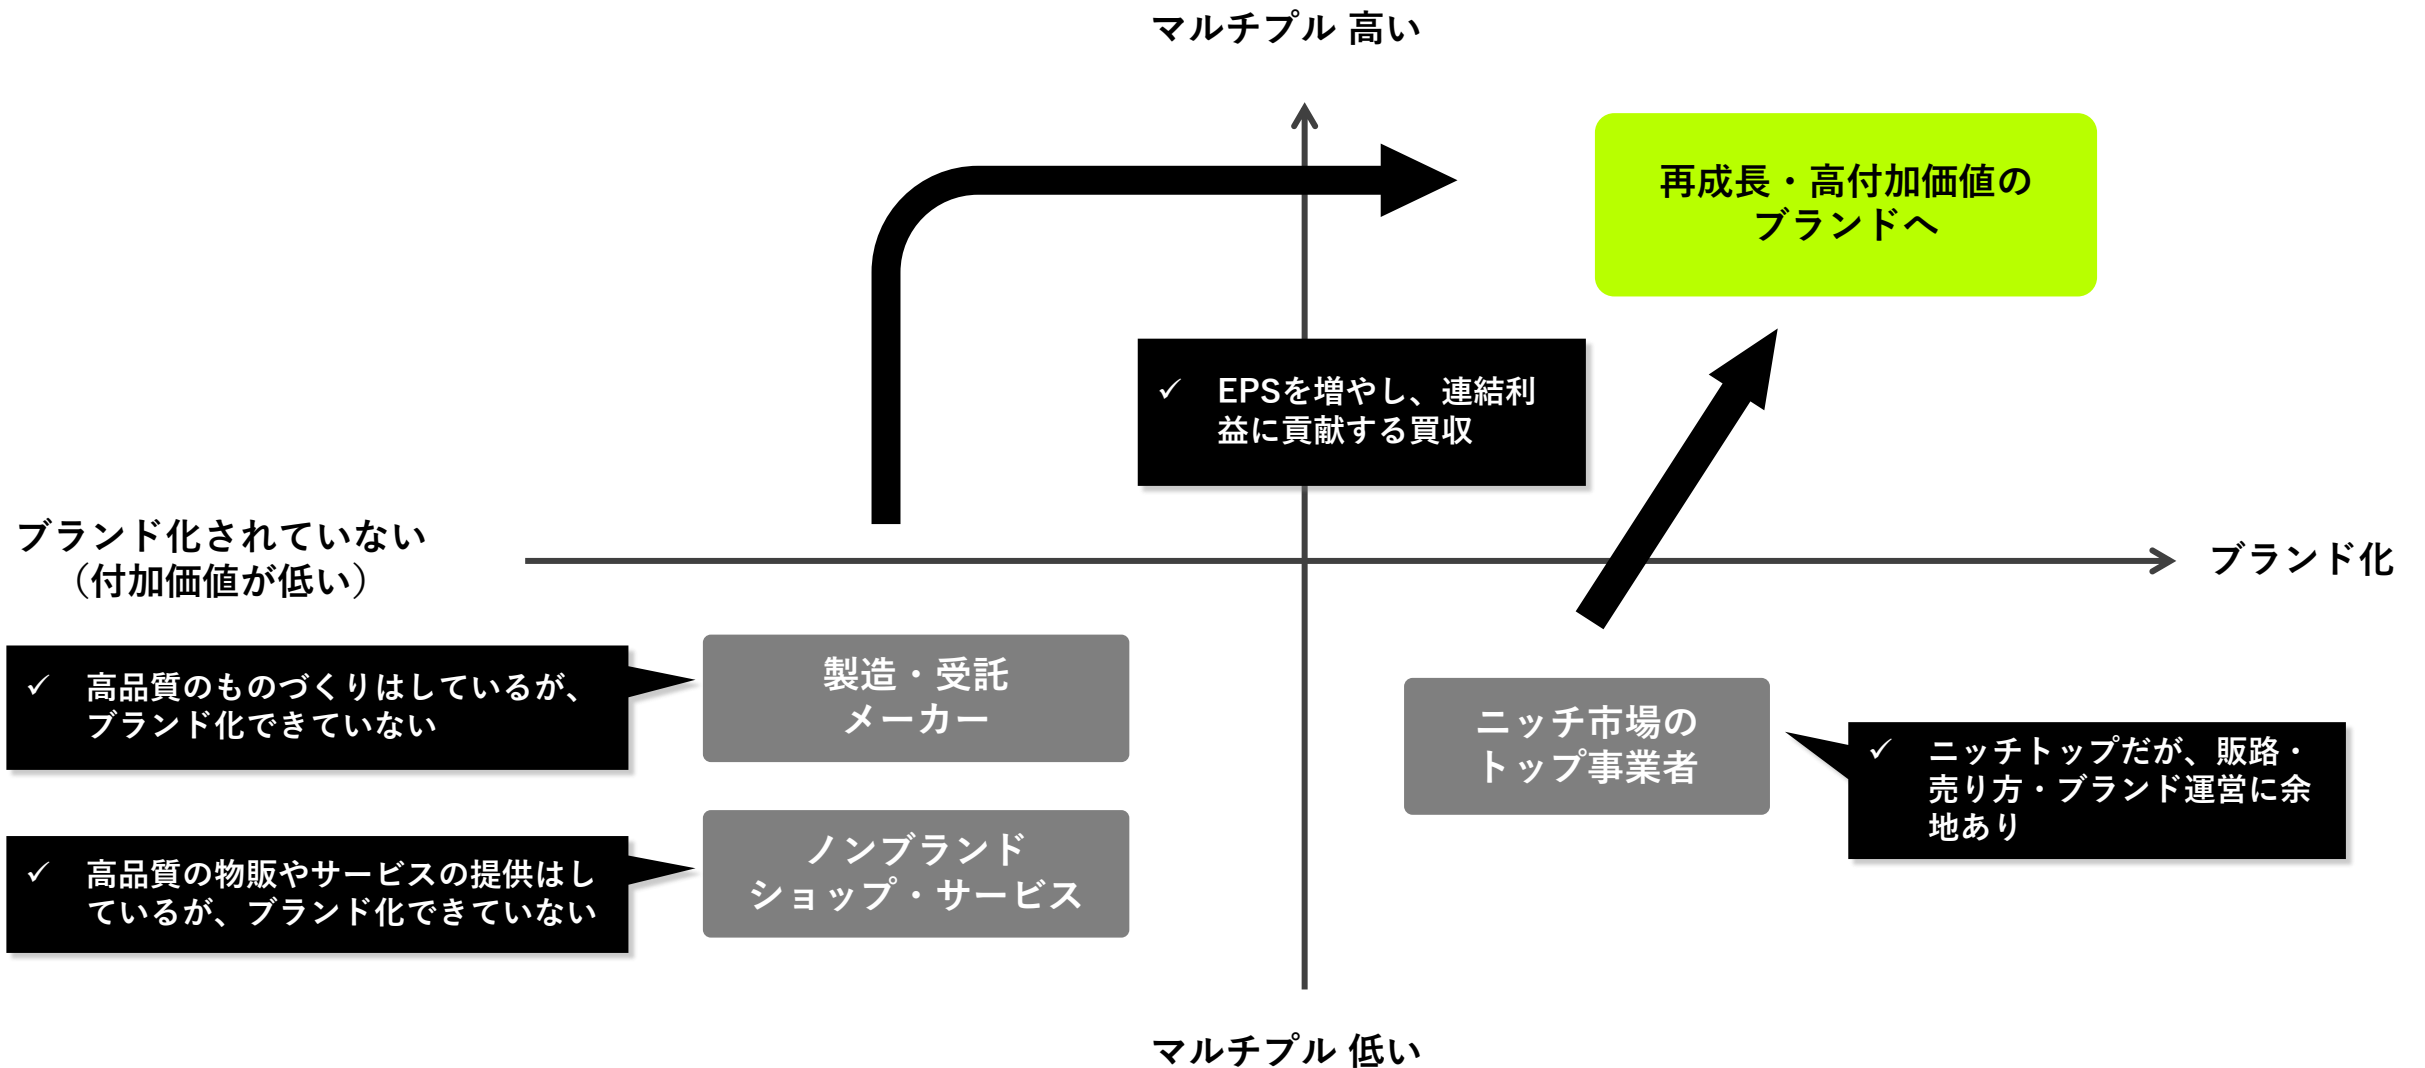 マルチプル 高い
再成長・高付加価値の
ブランドへ
✓ EPSを増やし、連結利
益に貢献する買収
ブランド化されていない
（付加価値が低い）
ブランド化
✓ 高品質のものづくりはしているが、
ブランド化できていない
製造・受託
メーカー
ニッチ市場の
トップ事業者
✓ ニッチトップだが、販路・
売り方・ブランド運営に余
地あり
✓ 高品質の物販やサービスの提供はし
ているが、ブランド化できていない
ノンブランド
ショップ・サービス
マルチプル 低い